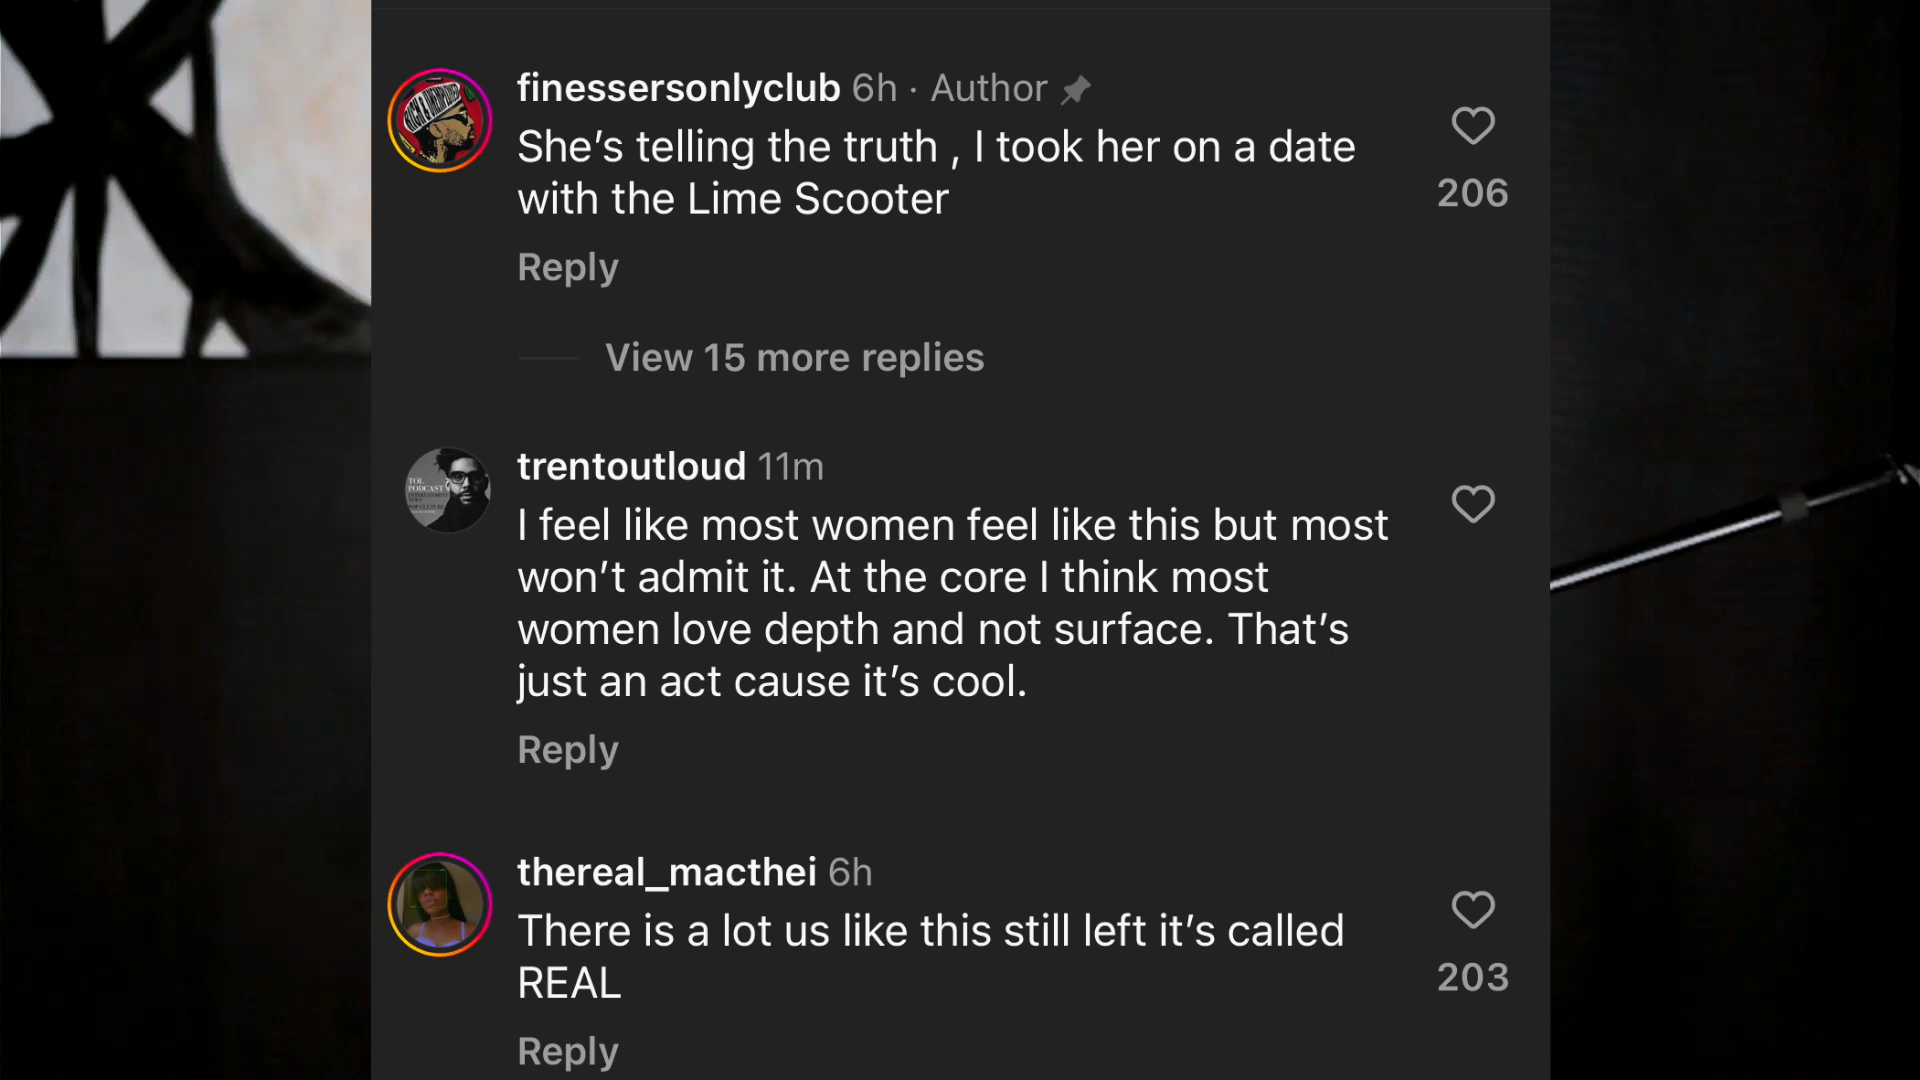 finessersonlyclub 6h · Author
She’s telling the truth , I took her on a date
with the Lime Scooter
206
Reply
View 15 more replies
trentoutloud 11m
TOL
PODCAST
I feel like most women feel like this but most
won’t admit it. At the core I think most
women love depth and not surface. That’s
just an act cause it’s cool.
Reply
thereal_macthei 6h
There is a lot us like this still left it’s called
REAL
203
Reply